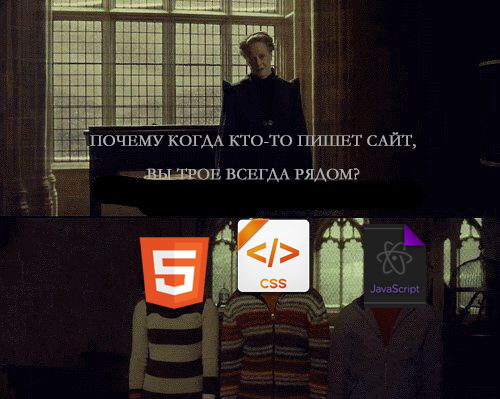 ПОЧЕМУ КОГДА КТО-ТО ПИШЕТ САЙТ,
ВЫ ТРОЕ ВСЕГДА РЯДОМ?
5
</>
CSS
JavaScript